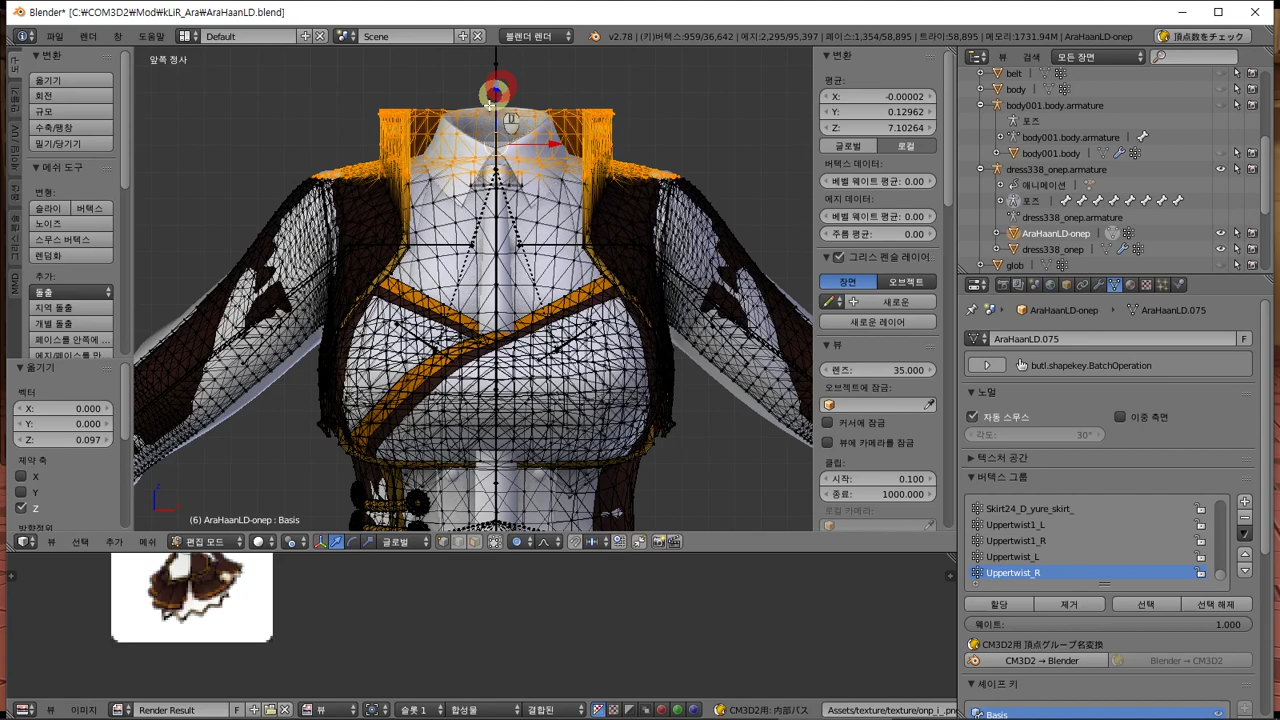 Blender* [C:₩COM3D2₩Mod₩kLiR_Ara₩AraHaanLD.blend]
파일 렌더 창 도움말 Default Scene 블렌더 렌더 v2.78 | (키)버텍스:959/36,642 | 에지:2,295/95,397 | 페이스:1,354/58,895 | 트리스:58,895 | 메모리:1731.94M | AraHaanLD-onep 頂点数をチェック
앞쪽 정사
변환
옮기기
회전
규모
수축/팽창
밀기/당기기
메쉬 도구
변형:
슬라이 버텍스
노이즈
스무스 버텍스
렌덤화
추가:
돌출
지역 돌출
개별 돌출
페이스를 안쪽에 ...
옮기기
벡터
X: 0.000
Y: 0.000
Z: 0.097
제약 축
X
Y
Z
MMD
(6) AraHaanLD-onep : Basis
뷰 선택 추가 메쉬 편집 모드 글로벌
변환
평균:
X: -0.00002
Y: 0.12962
Z: 7.10264
글로벌 로컬
버텍스 데이터:
베벨 웨이트 평균: 0.00
에지 데이터:
베벨 웨이트 평균: 0.00
주름 평균: 0.00
그리스 펜슬 레이어
장면 오브젝트
새로운
새로운 레이어
뷰
렌즈: 35.000
오브젝트에 잠금:
커서에 잠금
뷰에 카메라를 잠금
클립:
시작: 0.100
종료: 1000.000
로컬 카메라:
뷰 검색 모든 장면
belt
body
body001.body.armature
포즈
body001.body.armature
body001.body
dress338_onep.armature
애니메이션
포즈
dress338_onep.armature
AraHaanLD-onep
dress338_onep
glob
AraHaanLD-onep AraHaanLD.075
AraHaanLD.075 F
butl.shapekey.BatchOperation
노멀
자동 스무스 이중 측면
각도: 30°
텍스처 공간
버텍스 그룹
Skirt24_D_yure_skirt_
Uppertwist1_L
Uppertwist1_R
Uppertwist_L
Uppertwist_R
할당 제거 선택 선택 해제
웨이트: 1.000
CM3D2用 頂点グループ名変換
CM3D2 → Blender Blender → CM3D2
셰이프 키
Basis
뷰 이미지 Render Result F 뷰 슬롯 1 합성물 결합된 CM3D2用: 内部パス Assets/texture/texture/onp_i_.png